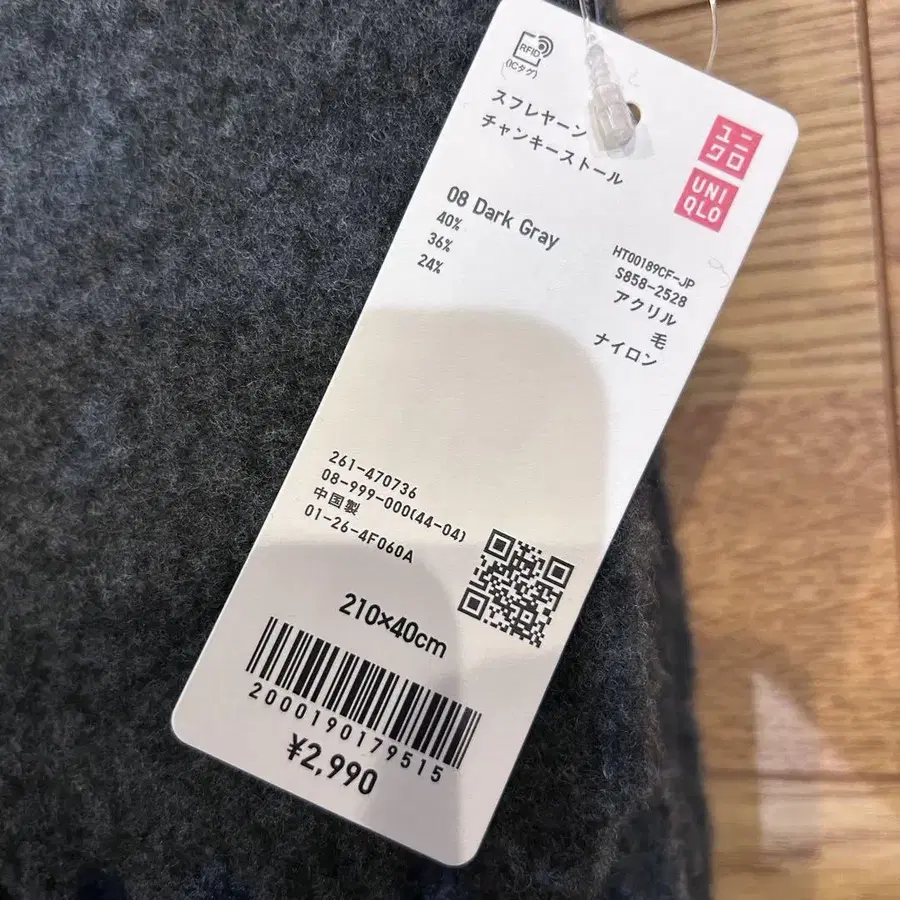 RFID
(ICタグ)
スフレヤーン
チャンキーストール
ユニ
クロ
UNI
QLO
08 Dark Gray
HT00189CF-JP
S858-2528
40% アクリル
36% 毛
24% ナイロン
261-470736
08-999-000(44-04)
中国製
01-26-4F060A
210×40cm
2000190179515
¥2,990